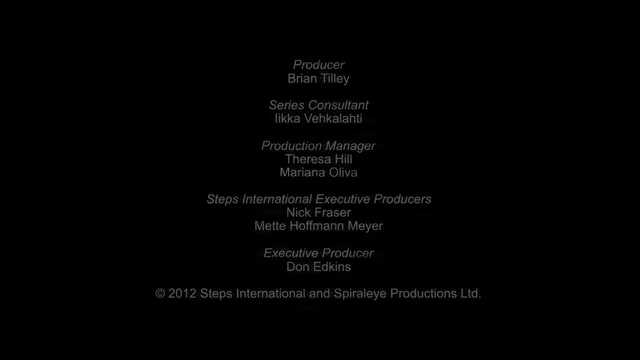 Producer
Brian Tilley
Series Consultant
Iikka Vehkalahti
Production Manager
Theresa Hill
Mariana Oliva
Steps International Executive Producers
Nick Fraser
Mette Hoffmann Meyer
Executive Producer
Don Edkins
© 2012 Steps International and Spiraleye Productions Ltd.